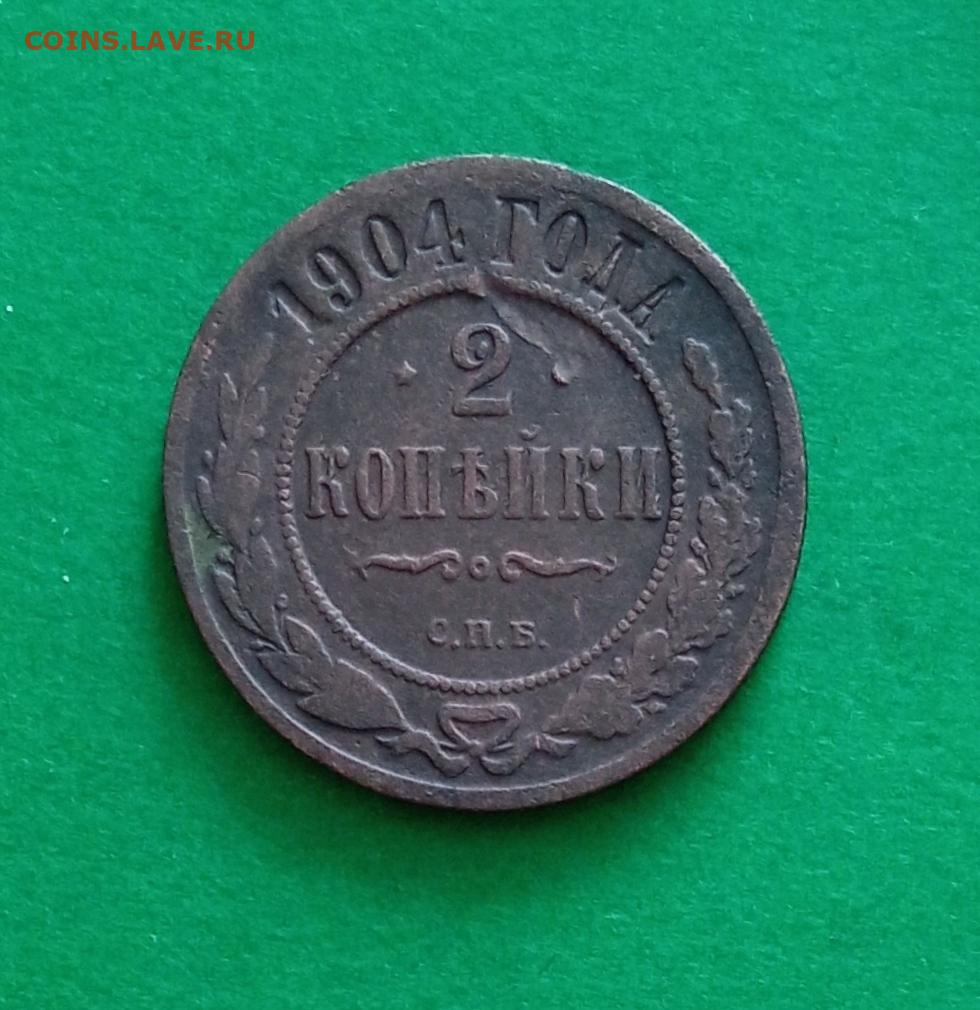 COINS.LAVE.RU
1904 ГОДА
2
КОПѢЙКИ
С.П.Б.